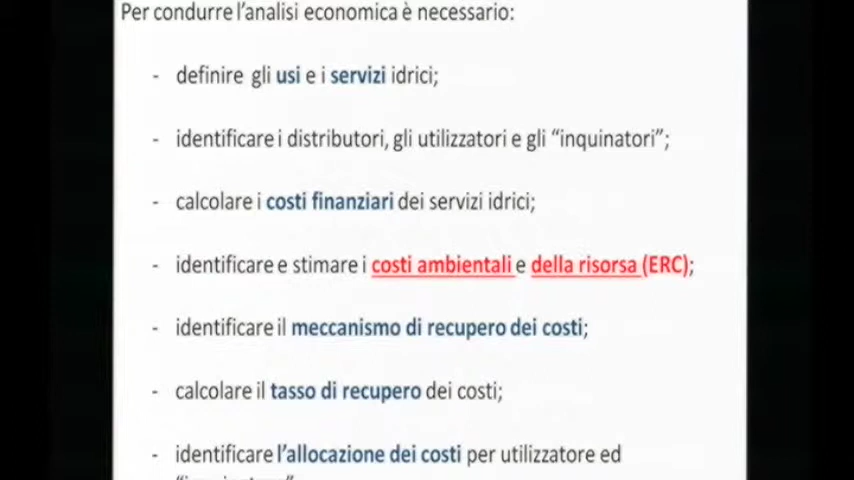 Per condurre l'analisi economica è necessario:
- definire gli usi e i servizi idrici;
- identificare i distributori, gli utilizzatori e gli “inquinatori”;
- calcolare i costi finanziari dei servizi idrici;
- identificare e stimare i costi ambientali e della risorsa (ERC);
- identificare il meccanismo di recupero dei costi;
- calcolare il tasso di recupero dei costi;
- identificare l'allocazione dei costi per utilizzatore ed